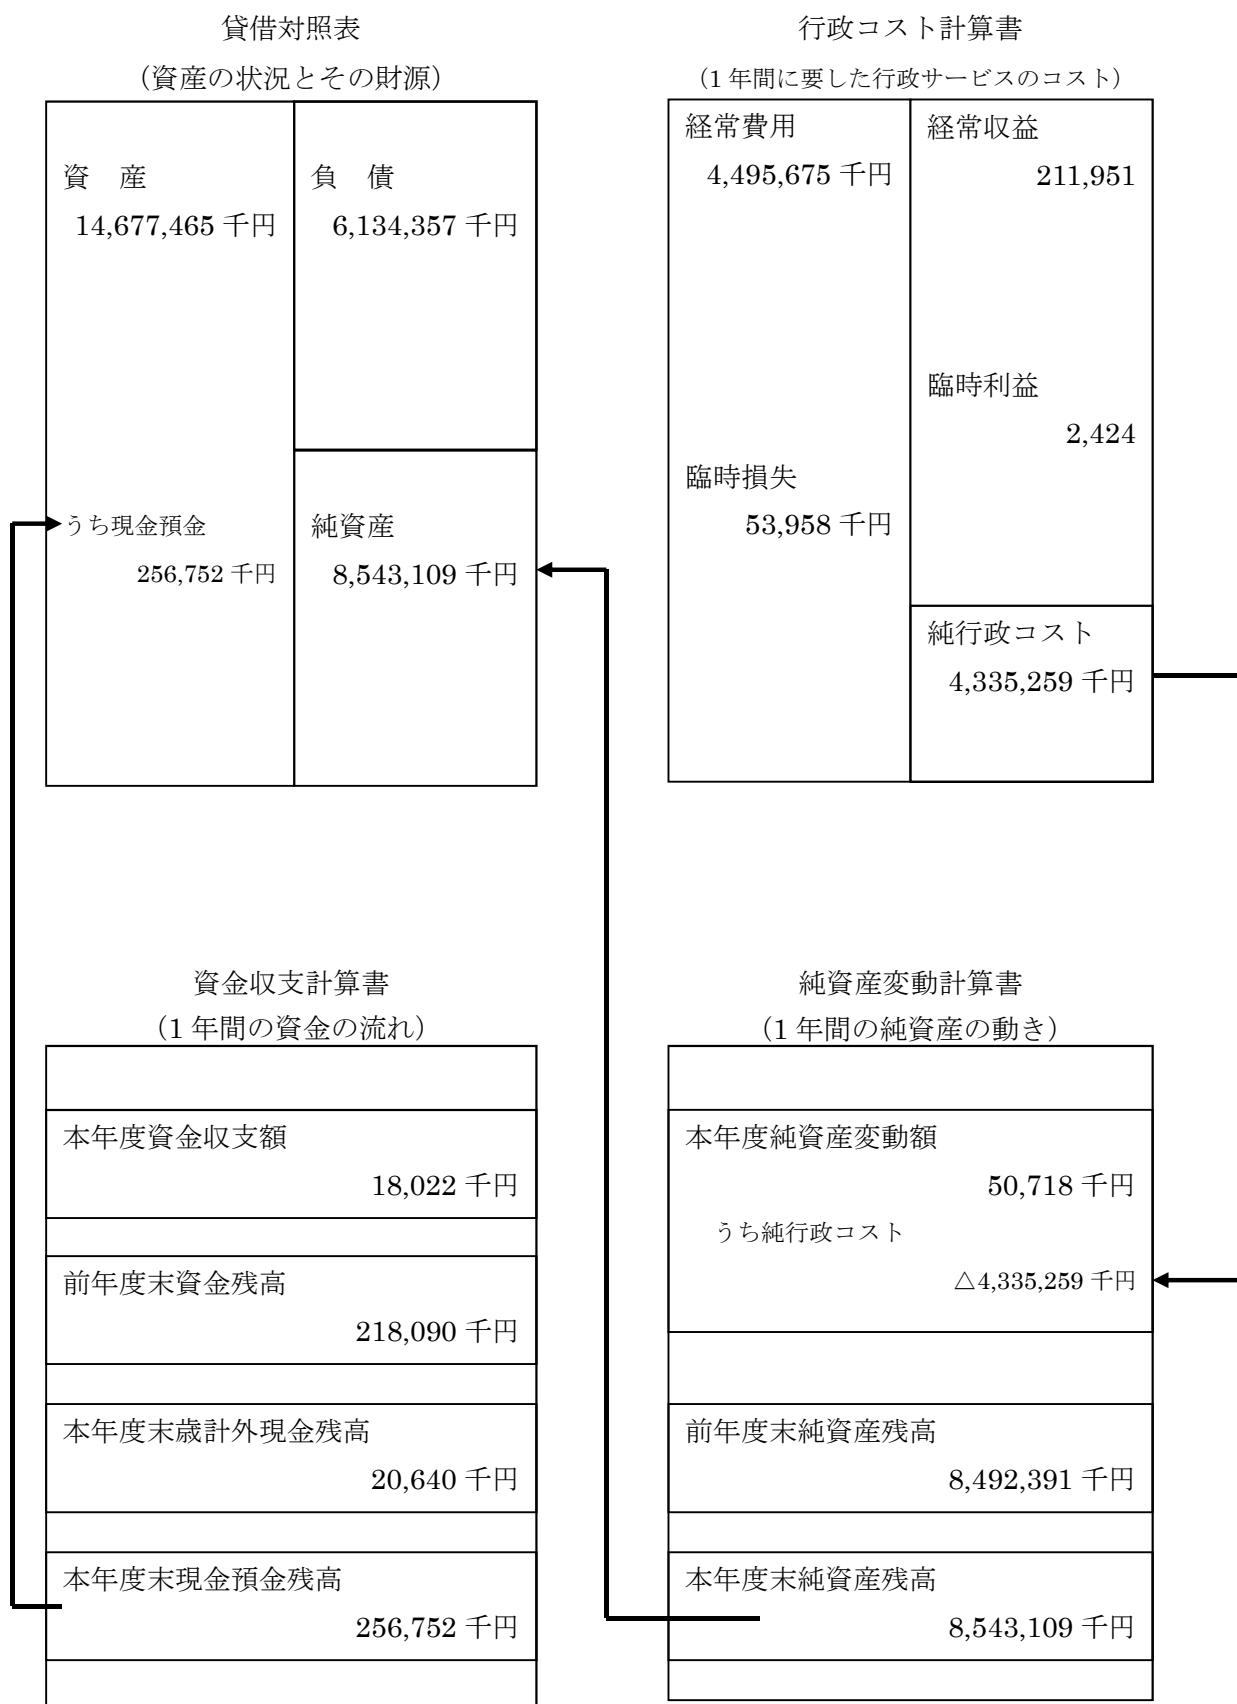 貸借対照表
（資産の状況とその財源）
資　産
14,677,465 千円
うち現金預金
256,752 千円
負　債
6,134,357 千円
純資産
8,543,109 千円
行政コスト計算書
（1 年間に要した行政サービスのコスト）
経常費用
4,495,675 千円
臨時損失
53,958 千円
経常収益
211,951
臨時利益
2,424
純行政コスト
4,335,259 千円
資金収支計算書
（1 年間の資金の流れ）
本年度資金収支額
18,022 千円
前年度末資金残高
218,090 千円
本年度末歳計外現金残高
20,640 千円
本年度末現金預金残高
256,752 千円
純資産変動計算書
（1 年間の純資産の動き）
本年度純資産変動額
50,718 千円
うち純行政コスト
△4,335,259 千円
前年度末純資産残高
8,492,391 千円
本年度末純資産残高
8,543,109 千円